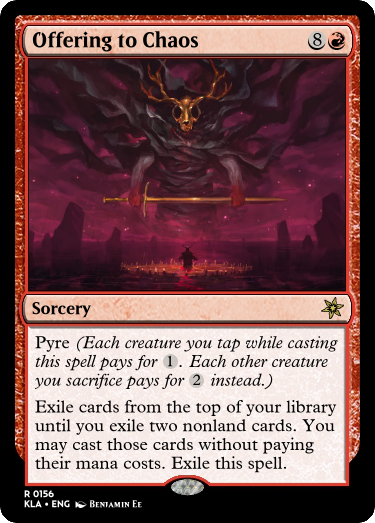 Offering to Chaos 8
Sorcery
Pyre (Each creature you tap while casting
this spell pays for 1. Each other creature
you sacrifice pays for 2 instead.)
Exile cards from the top of your library
until you exile two nonland cards. You
may cast those cards without paying
their mana costs. Exile this spell.
R 0156
KLA • ENG Benjamin Ee